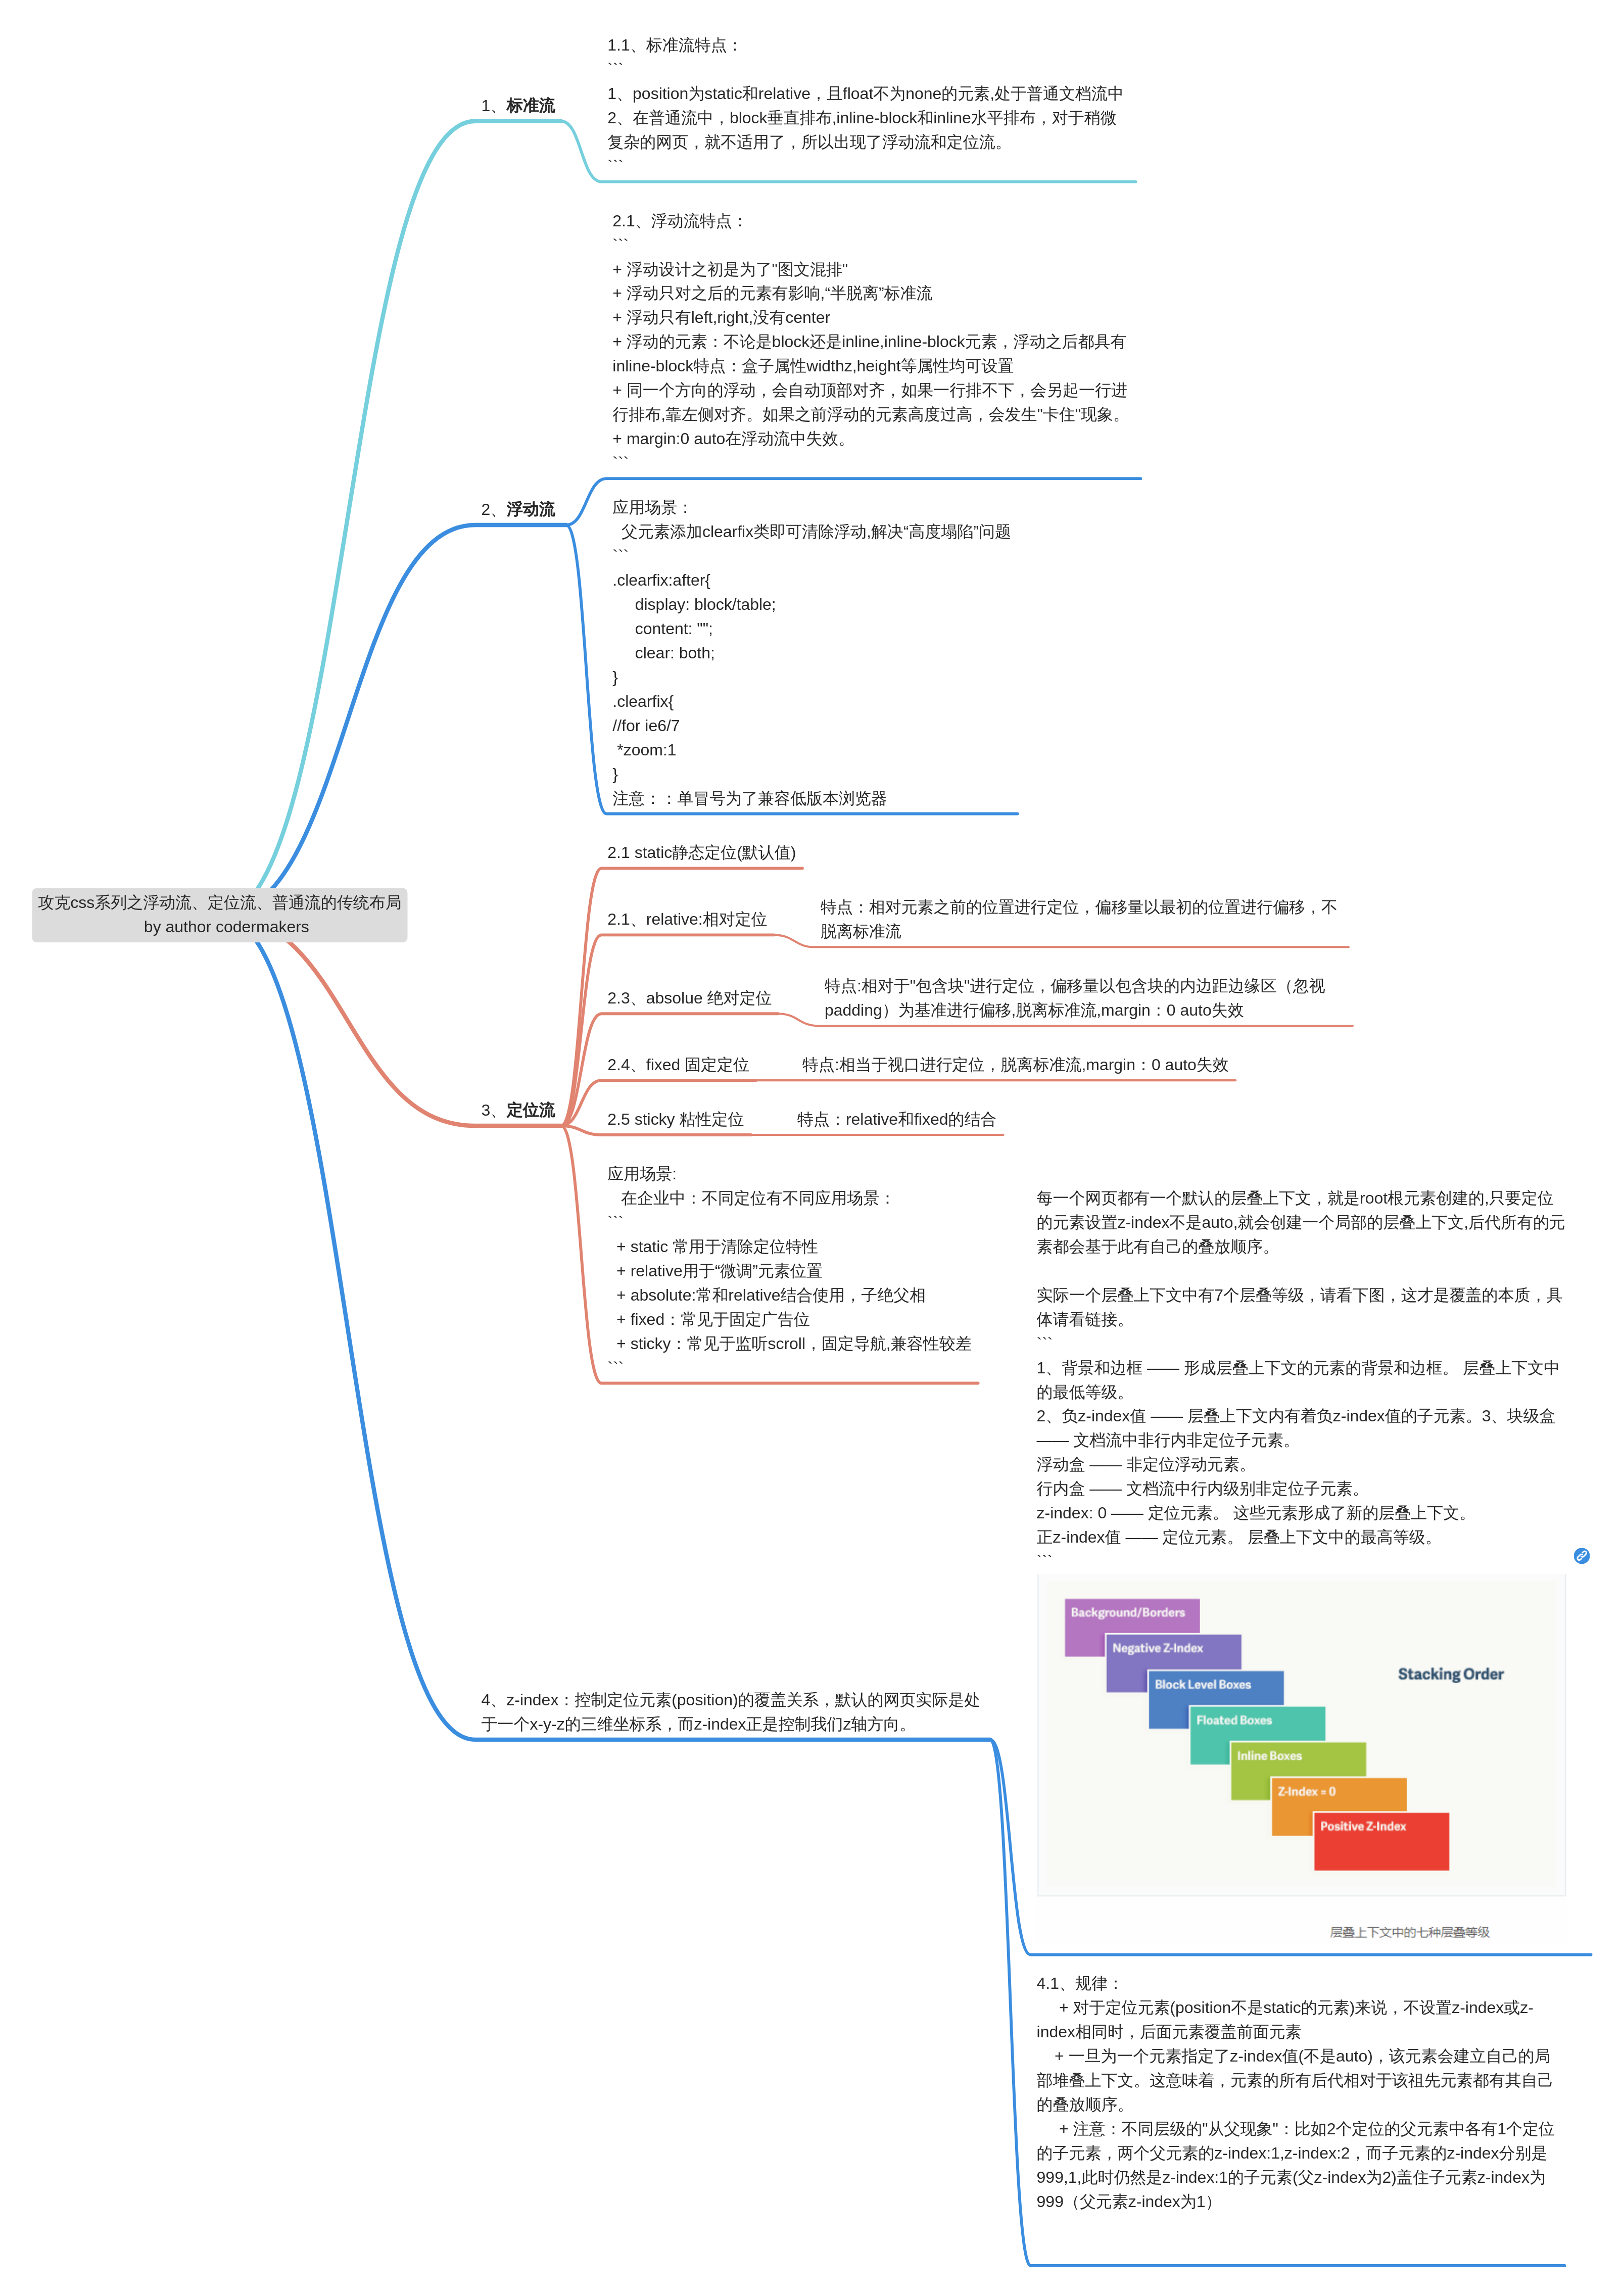 攻克css系列之浮动流、定位流、普通流的传统布局
by author codermakers
1、标准流
1.1、标准流特点：
```
1、position为static和relative，且float不为none的元素,处于普通文档流中
2、在普通流中，block垂直排布,inline-block和inline水平排布，对于稍微
复杂的网页，就不适用了，所以出现了浮动流和定位流。
```
2、浮动流
2.1、浮动流特点：
```
+ 浮动设计之初是为了"图文混排"
+ 浮动只对之后的元素有影响,“半脱离”标准流
+ 浮动只有left,right,没有center
+ 浮动的元素：不论是block还是inline,inline-block元素，浮动之后都具有
inline-block特点：盒子属性widthz,height等属性均可设置
+ 同一个方向的浮动，会自动顶部对齐，如果一行排不下，会另起一行进
行排布,靠左侧对齐。如果之前浮动的元素高度过高，会发生"卡住"现象。
+ margin:0 auto在浮动流中失效。
```
应用场景：
父元素添加clearfix类即可清除浮动,解决“高度塌陷”问题
```
.clearfix:after{
display: block/table;
content: "";
clear: both;
}
.clearfix{
//for ie6/7
*zoom:1
}
注意：：单冒号为了兼容低版本浏览器
3、定位流
2.1 static静态定位(默认值)
2.1、relative:相对定位
特点：相对元素之前的位置进行定位，偏移量以最初的位置进行偏移，不
脱离标准流
2.3、absolue 绝对定位
特点:相对于"包含块"进行定位，偏移量以包含块的内边距边缘区（忽视
padding）为基准进行偏移,脱离标准流,margin：0 auto失效
2.4、fixed 固定定位
特点:相当于视口进行定位，脱离标准流,margin：0 auto失效
2.5 sticky 粘性定位
特点：relative和fixed的结合
应用场景:
在企业中：不同定位有不同应用场景：
```
+ static 常用于清除定位特性
+ relative用于“微调”元素位置
+ absolute:常和relative结合使用，子绝父相
+ fixed：常见于固定广告位
+ sticky：常见于监听scroll，固定导航,兼容性较差
```
4、z-index：控制定位元素(position)的覆盖关系，默认的网页实际是处
于一个x-y-z的三维坐标系，而z-index正是控制我们z轴方向。
每一个网页都有一个默认的层叠上下文，就是root根元素创建的,只要定位
的元素设置z-index不是auto,就会创建一个局部的层叠上下文,后代所有的元
素都会基于此有自己的叠放顺序。
实际一个层叠上下文中有7个层叠等级，请看下图，这才是覆盖的本质，具
体请看链接。
```
1、背景和边框 —— 形成层叠上下文的元素的背景和边框。 层叠上下文中
的最低等级。
2、负z-index值 —— 层叠上下文内有着负z-index值的子元素。3、块级盒
—— 文档流中非行内非定位子元素。
浮动盒 —— 非定位浮动元素。
行内盒 —— 文档流中行内级别非定位子元素。
z-index: 0 —— 定位元素。 这些元素形成了新的层叠上下文。
正z-index值 —— 定位元素。 层叠上下文中的最高等级。
```
Background/Borders
Negative Z-Index
Stacking Order
Block Level Boxes
Floated Boxes
Inline Boxes
Z-Index = 0
Positive Z-Index
层叠上下文中的七种层叠等级
4.1、规律：
+ 对于定位元素(position不是static的元素)来说，不设置z-index或z-
index相同时，后面元素覆盖前面元素
+ 一旦为一个元素指定了z-index值(不是auto)，该元素会建立自己的局
部堆叠上下文。这意味着，元素的所有后代相对于该祖先元素都有其自己
的叠放顺序。
+ 注意：不同层级的"从父现象"：比如2个定位的父元素中各有1个定位
的子元素，两个父元素的z-index:1,z-index:2，而子元素的z-index分别是
999,1,此时仍然是z-index:1的子元素(父z-index为2)盖住子元素z-index为
999（父元素z-index为1）